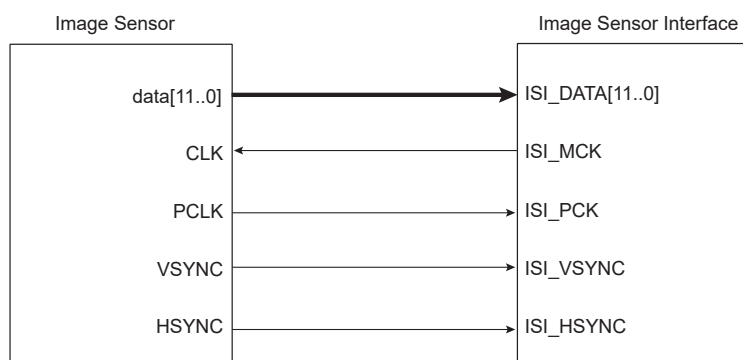 Image Sensor
Image Sensor Interface
data[11..0]
ISI_DATA[11..0]
CLK
ISI_MCK
PCLK
ISI_PCK
VSYNC
ISI_VSYNC
HSYNC
ISI_HSYNC